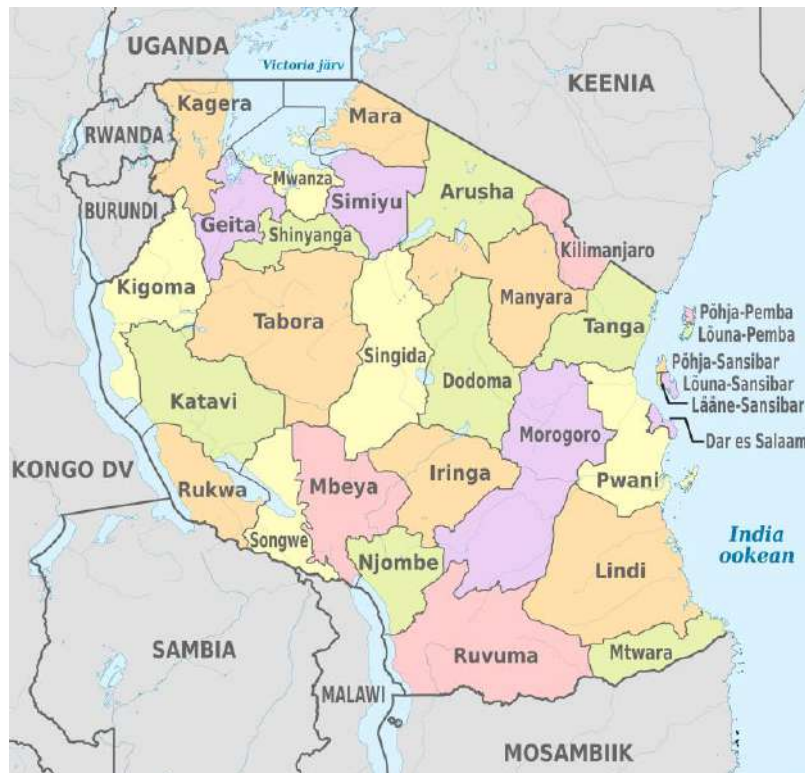 UGANDA
Victoria järv
KEENIA
Kagera
Mara
RWANDA
Mwanza
Arusha
BURUNDI
Geita
Simiyu
Shinyanga
Kilimanjaro
Kigoma
Manyara
Tabora
Tanga
Põhja-Pemba
Lõuna-Pemba
Singida
Dodoma
Põhja-Sansibar
Lõuna-Sansibar
Lääne-Sansibar
Katavi
Morogoro
Dar es Salaam
KONGO DV
Rukwa
Mbeya
Iringa
Pwani
Songwe
Njombe
India
ookean
Lindi
SAMBIA
Ruvuma
Mtwara
MALAWI
MOSAMBIIK